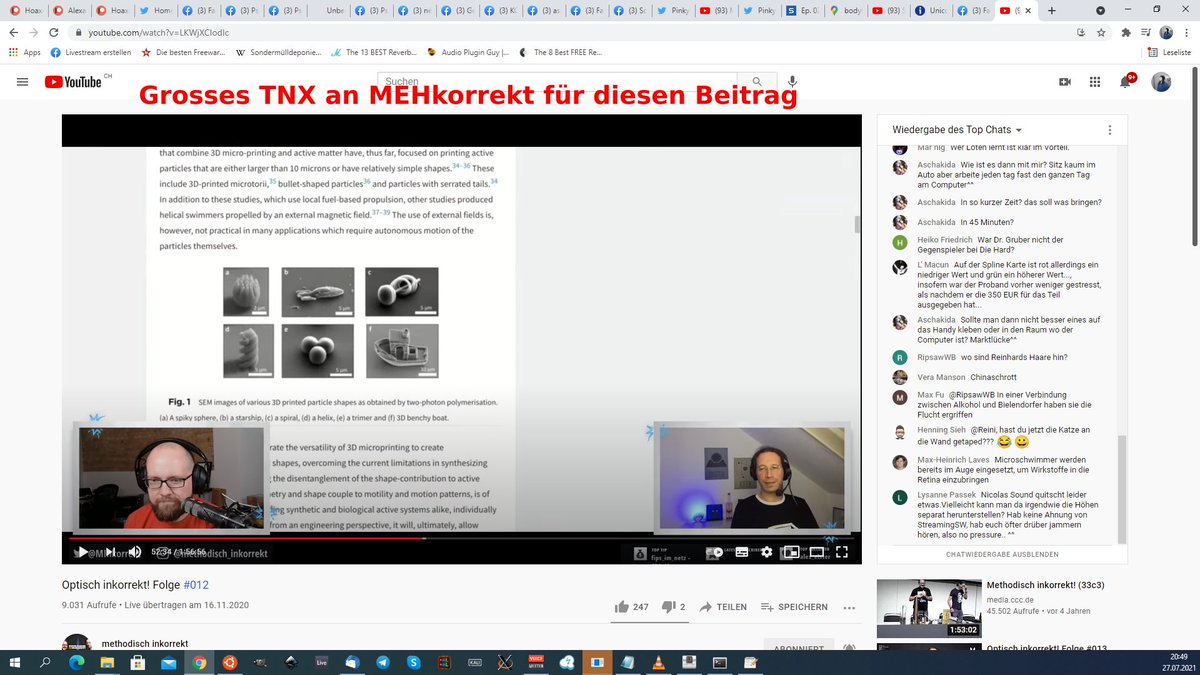 Hoax
Alexa
Hoax
Home
(3) Fa
(3) Po
(3) Ps
Unbe
(3) Ps
(3) né
(3) Ge
(3) KC
(3) as
(3) Fa
(3) Sc
Pinky
(93) M
Pinky
Ep. 03
body
(93) S
Unico
(3) Fa
(9
youtube.com/watch?v=LKWjXCIodIc
Apps
Livestream erstellen
Die besten Freewar...
Sondermülldeponie...
The 13 BEST Reverb...
Audio Plugin Guy |...
The 8 Best FREE Re...
Leseliste
YouTube CH
Suchen
9+
Grosses TNX an MEHkorrekt für diesen Beitrag
that combine 3D micro-printing and active matter have, thus far, focused on printing active
particles that are either larger than 10 microns or have relatively simple shapes.34–36 These
include 3D-printed microtorii,35 bullet-shaped particles36 and particles with serrated tails.34
In addition to these studies, which use local fuel-based propulsion, other studies produced
helical swimmers propelled by an external magnetic field.37–39 The use of external fields is,
however, not practical in many applications which require autonomous motion of the
particles themselves.
a
b
c
5 µm
5 µm
d
e
f
5 µm
Fig. 1 SEM images of various 3D printed particle shapes as obtained by two-photon polymerisation.
(a) A spiky sphere, (b) a starship, (c) a spiral, (d) a helix, (e) a trimer and (f) 3D benchy boat.
rate the versatility of 3D microprinting to create
shapes, overcoming the current limitations in synthesizing
the disentanglement of the shape-contribution to active
etry and shape couple to motility and motion patterns, is of
ing synthetic and biological active systems alike, individually
from an engineering perspective, it will, ultimately, allow
52:34 / 1:56:56
methodisch_inkorrekt
TOP TIP
fips_im_netz -
Optisch inkorrekt! Folge #012
9.031 Aufrufe • Live übertragen am 16.11.2020
247
2
TEILEN
SPEICHERN
methodisch inkorrekt
ABONNIERT
Wiedergabe des Top Chats
Mar nig Wer Löten lernt ist klar im Vorteil.
Aschakida Wie ist es dann mit mir? Sitz kaum im
Auto aber arbeite jeden tag fast den ganzen Tag
am Computer^^
Aschakida In so kurzer Zeit? das soll was bringen?
Aschakida In 45 Minuten?
Heiko Friedrich War Dr. Gruber nicht der
Gegenspieler bei Die Hard?
L' Macun Auf der Spline Karte ist rot allerdings ein
niedriger Wert und grün ein höherer Wert...,
insofern war der Proband vorher weniger gestresst,
als nachdem er die 350 EUR für das Teil
ausgegeben hat...
Aschakida Sollte man dann nicht besser eines auf
das Handy kleben oder in den Raum wo der
Computer ist? Marktlücke^^
RipsawWB wo sind Reinhards Haare hin?
Vera Manson Chinaschrott
Max Fu @RipsawWB In einer Verbindung
zwischen Alkohol und Bielendorfer haben sie die
Flucht ergriffen
Henning Sieh @Reini, hast du jetzt die Katze an
die Wand getaped??? 😂😀
Max-Heinrich Laves Microschwimmer werden
bereits im Auge eingesetzt, um Wirkstoffe in die
Retina einzubringen
Lysanne Passek Nicolas Sound quitscht leider
etwas.Vielleicht kann man da irgendwie die Höhen
separat herunterstellen? Hab keine Ahnung von
StreamingSW, hab euch öfter drüber jammern
hören, also no pressure.. ^^
CHATWIEDERGABE AUSBLENDEN
Methodisch inkorrekt! (33c3)
media.ccc.de
45.502 Aufrufe • vor 4 Jahren
1:53:02
Optisch inkorrekt! Folge #013
20:49
27.07.2021